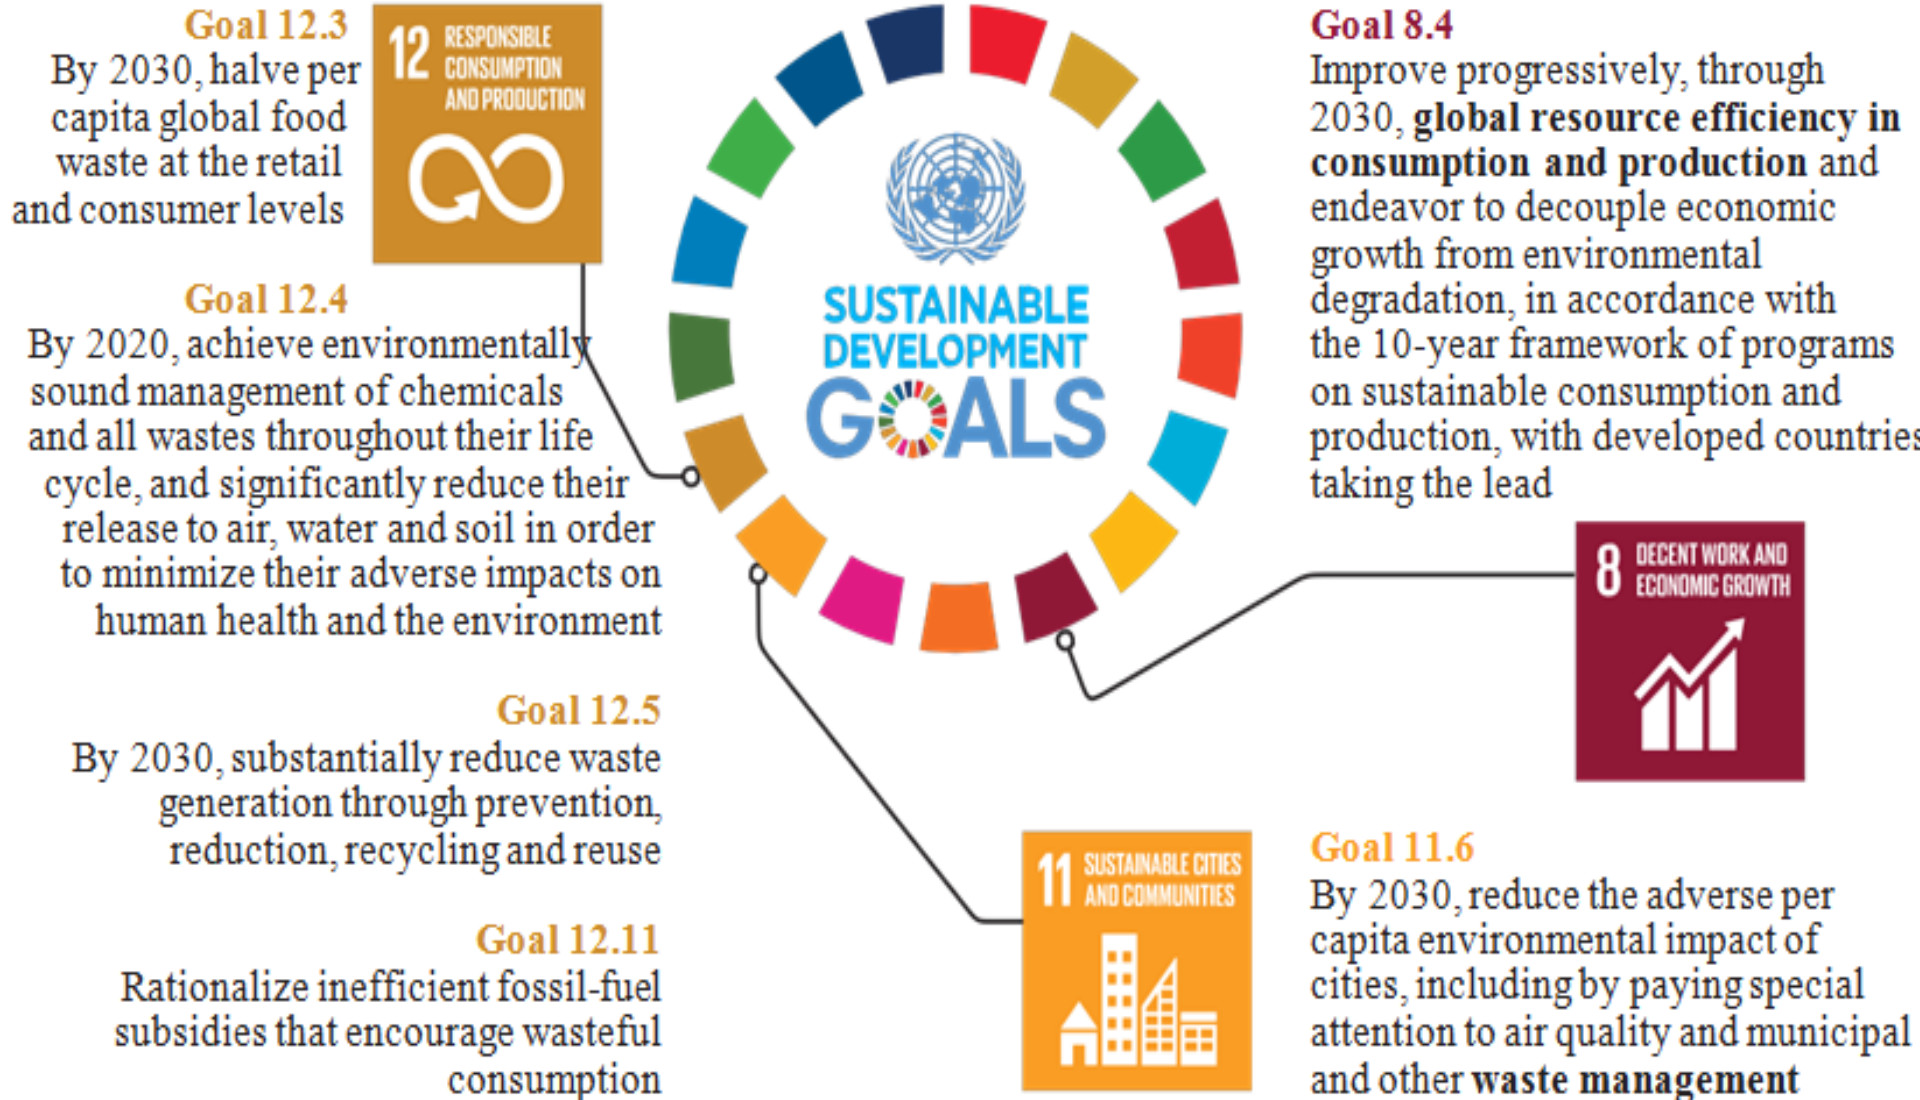 Goal 12.3
By 2030, halve per
capita global food
waste at the retail
and consumer levels
12 RESPONSIBLE
CONSUMPTION
AND PRODUCTION
Goal 12.4
By 2020, achieve environmentally
sound management of chemicals
and all wastes throughout their life
cycle, and significantly reduce their
release to air, water and soil in order
to minimize their adverse impacts on
human health and the environment
Goal 12.5
By 2030, substantially reduce waste
generation through prevention,
reduction, recycling and reuse
Goal 12.11
Rationalize inefficient fossil-fuel
subsidies that encourage wasteful
consumption
SUSTAINABLE
DEVELOPMENT
GOALS
Goal 8.4
Improve progressively, through
2030, global resource efficiency in
consumption and production and
endeavor to decouple economic
growth from environmental
degradation, in accordance with
the 10-year framework of programs
on sustainable consumption and
production, with developed countries
taking the lead
8 DECENT WORK AND
ECONOMIC GROWTH
11 SUSTAINABLE CITIES
AND COMMUNITIES
Goal 11.6
By 2030, reduce the adverse per
capita environmental impact of
cities, including by paying special
attention to air quality and municipal
and other waste management